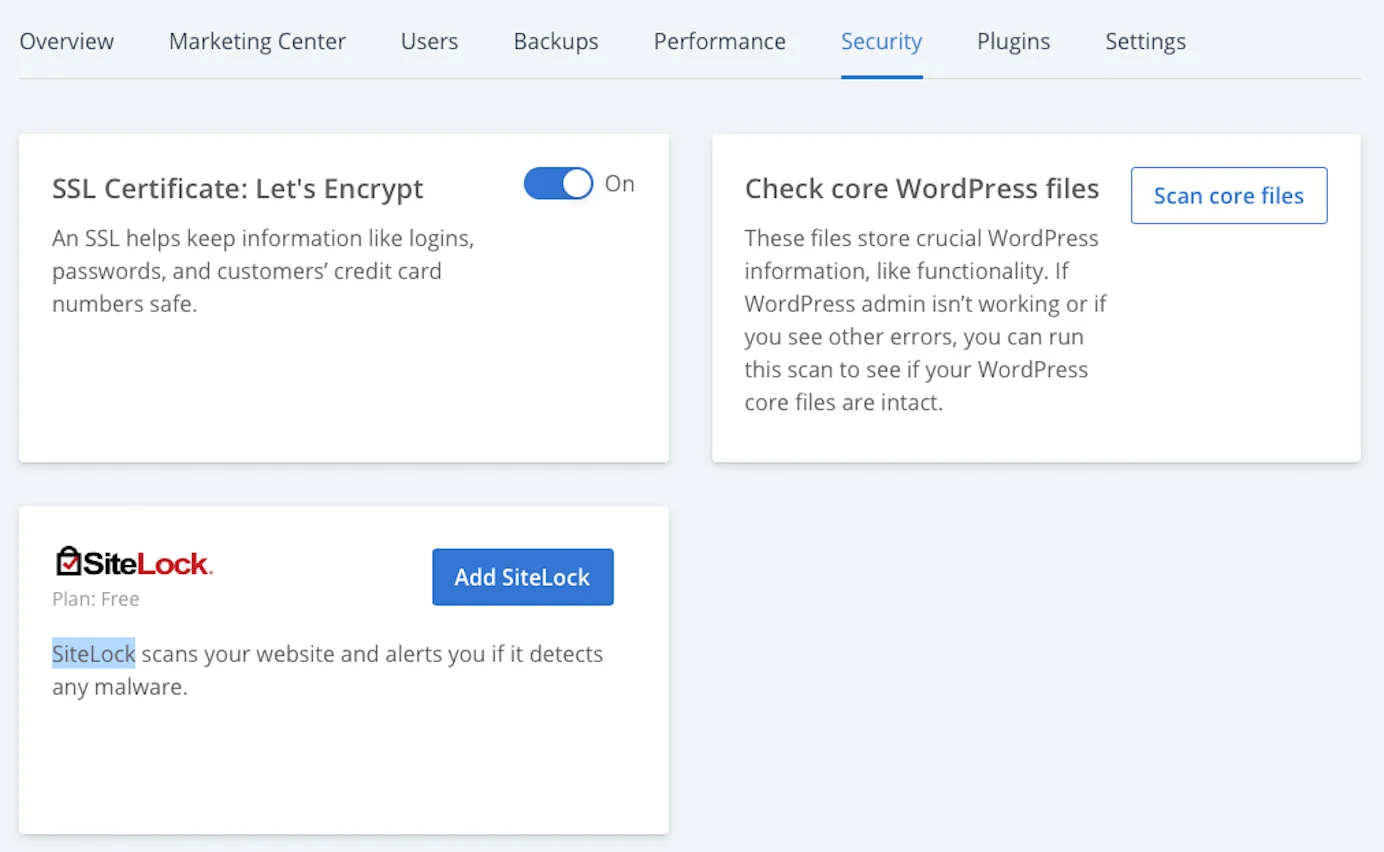 Overview Marketing Center Users Backups Performance Security Plugins Settings
SSL Certificate: Let's Encrypt
On
An SSL helps keep information like logins,
passwords, and customers’ credit card
numbers safe.
Check core WordPress files
Scan core files
These files store crucial WordPress
information, like functionality. If
WordPress admin isn’t working or if
you see other errors, you can run
this scan to see if your WordPress
core files are intact.
SiteLock.
Plan: Free
Add SiteLock
SiteLock scans your website and alerts you if it detects
any malware.